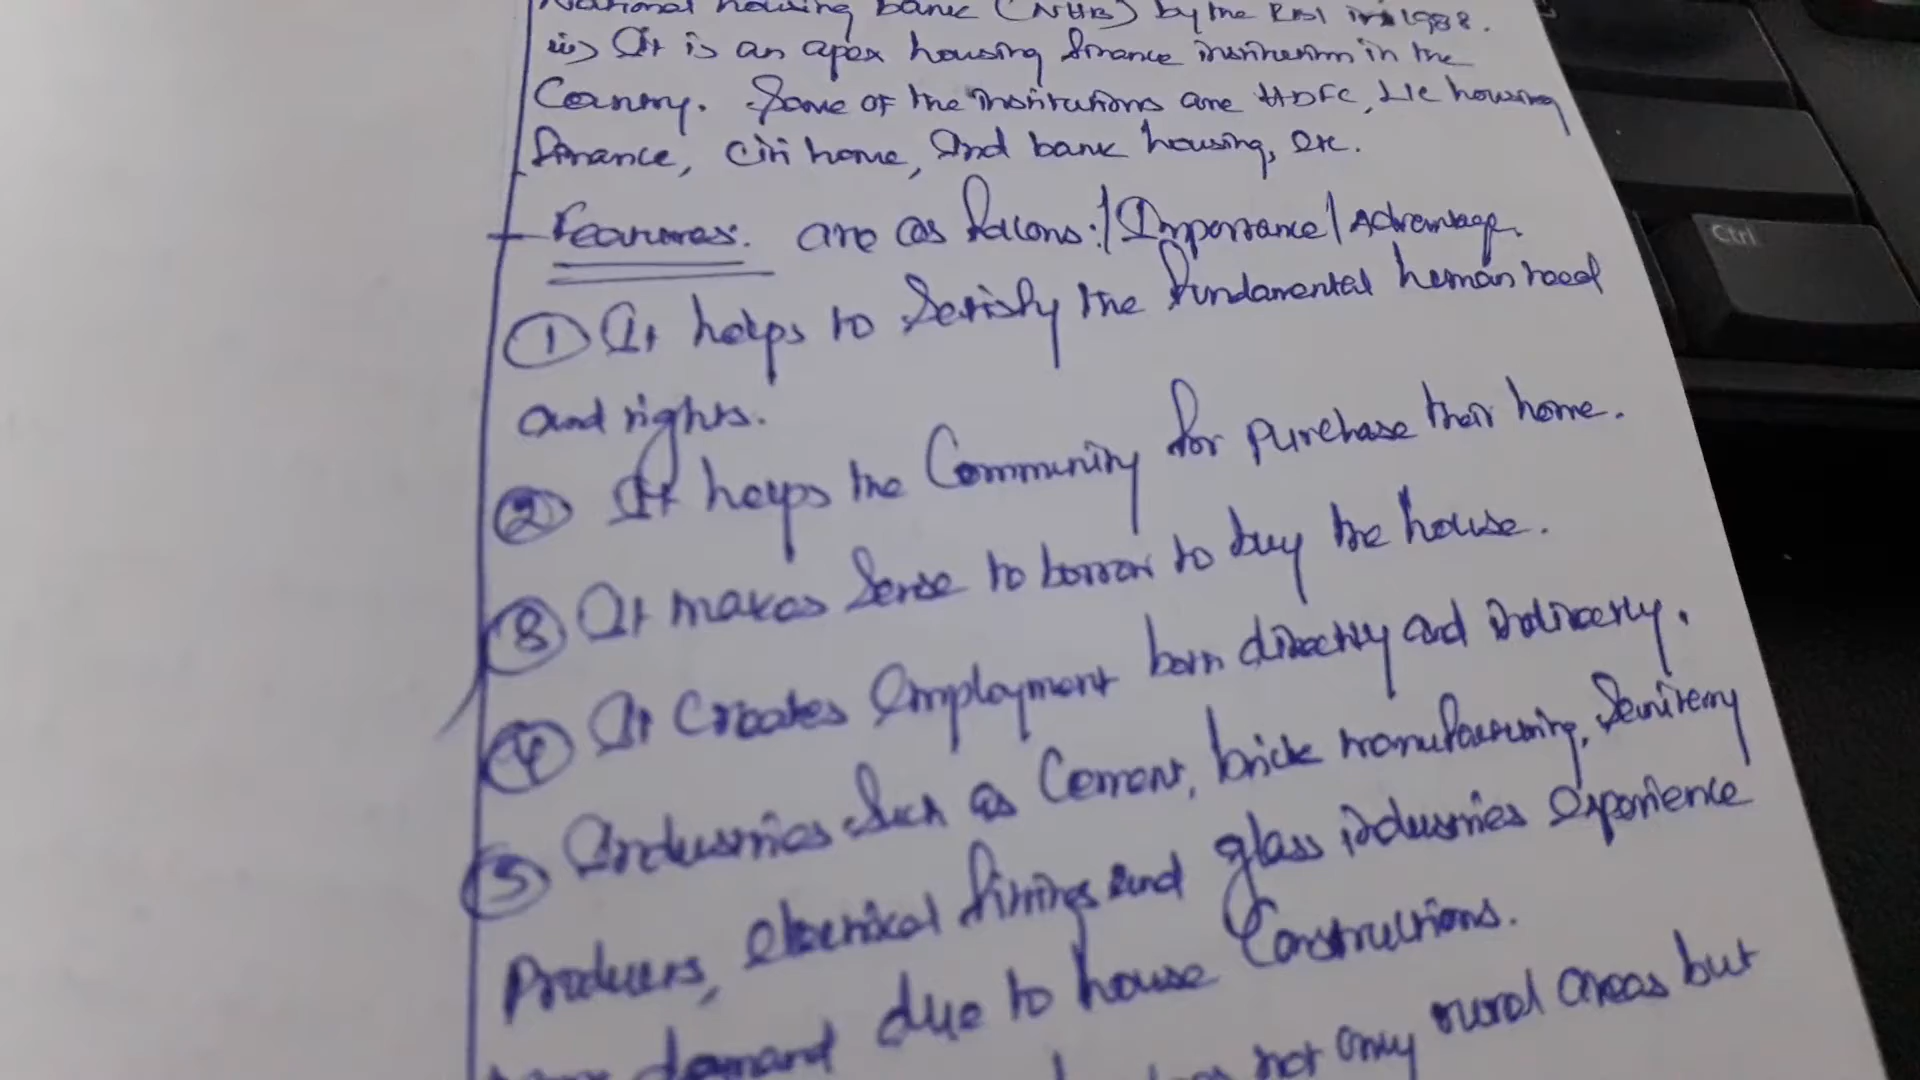 National housing bank (NHB) by the RBI in 1988.
iii) It is an apex housing finance institution in the
Country. Some of the institutions are HDFC, LIC housing
finance, Citi home, Ind bank housing, etc.
Features. are as follows:/Importance/Advantage.
① It helps to satisfy the fundamental human need
and rights.
② It helps the Community for purchase their home.
③ It makes sense to borrow to buy the house.
④ It creates employment both directly and indirectly.
⑤ Industries such as Cement, brick manufacturing, Sanitary
Products, electrical fittings and glass industries experience
demand due to house Constructions.
not only rural areas but
Ctrl